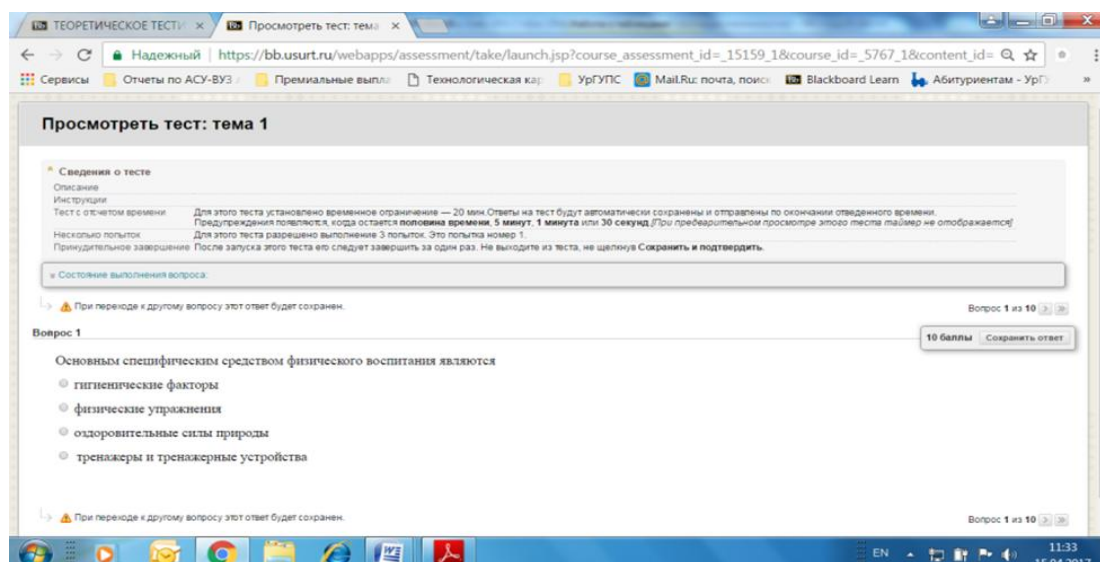 ТЕОРЕТИЧЕСКОЕ ТЕСТИ
Просмотреть тест: тема
Надежный https://bb.usurt.ru/webapps/assessment/take/launch.jsp?course_assessment_id=_15159_1&course_id=_5767_1&content_id=
Сервисы Отчеты по АСУ-ВУЗ Премиальные выпла Технологическая кар УрГУПС Mail.Ru: почта, поиск Blackboard Learn Абитуриентам - УрГ
Просмотреть тест: тема 1
* Сведения о тесте
Описание
Инструкции
Тест с отсчетом времени Для этого теста установлено временное ограничение — 20 мин.Ответы на тест будут автоматически сохранены и отправлены по окончании отведенного времени.
Предупреждения появляются, когда остается половина времени, 5 минут, 1 минута или 30 секунд.[При предварительном просмотре этого теста таймер не отображается]
Несколько попыток Для этого теста разрешено выполнение 3 попыток. Это попытка номер 1.
Принудительное завершение После запуска этого теста его следует завершить за один раз. Не выходите из теста, не щелкнув Сохранить и подтвердить.
Состояние выполнения вопроса:
При переходе к другому вопросу этот ответ будет сохранен.
Вопрос 1 из 10
Вопрос 1
10 баллы Сохранить ответ
Основным специфическим средством физического воспитания являются
гигиенические факторы
физические упражнения
оздоровительные силы природы
тренажеры и тренажерные устройства
При переходе к другому вопросу этот ответ будет сохранен.
Вопрос 1 из 10
EN
11:33
15.04.2017